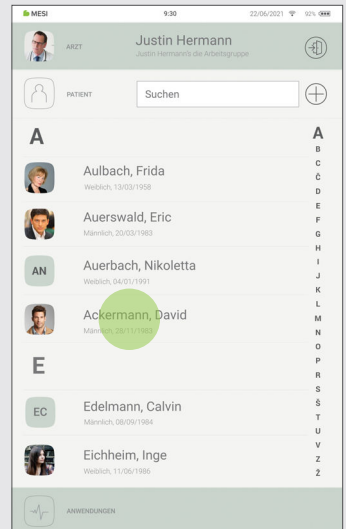 MESI 9:30 22/06/2021 92%
ARZT
Justin Hermann
Justin Hermann's die Arbeitsgruppe
PATIENT
Suchen
A
Aulbach, Frida
Weiblich, 13/03/1958
Auerswald, Eric
Männlich, 20/03/1983
AN
Auerbach, Nikoletta
Weiblich, 04/01/1991
Ackermann, David
Männlich, 28/11/1983
E
EC
Edelmann, Calvin
Männlich, 08/09/1984
Eichheim, Inge
Weiblich, 11/06/1986
A
B
C
Č
D
E
F
G
H
I
J
K
L
M
N
O
P
R
S
Š
T
U
V
Z
Ž
ANWENDUNGEN